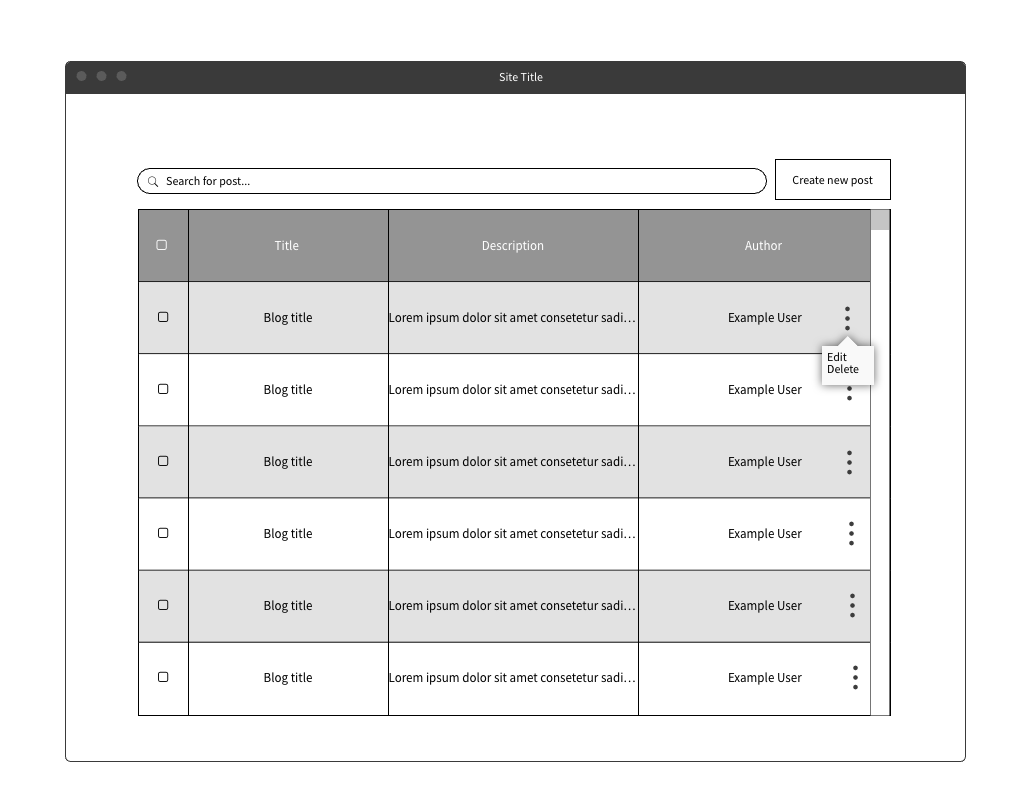 Site Title
Search for post...
Create new post
Title Description Author
Blog title Lorem ipsum dolor sit amet consetetur sadi... Example User
Edit
Delete
Blog title Lorem ipsum dolor sit amet consetetur sadi... Example User
Blog title Lorem ipsum dolor sit amet consetetur sadi... Example User
Blog title Lorem ipsum dolor sit amet consetetur sadi... Example User
Blog title Lorem ipsum dolor sit amet consetetur sadi... Example User
Blog title Lorem ipsum dolor sit amet consetetur sadi... Example User